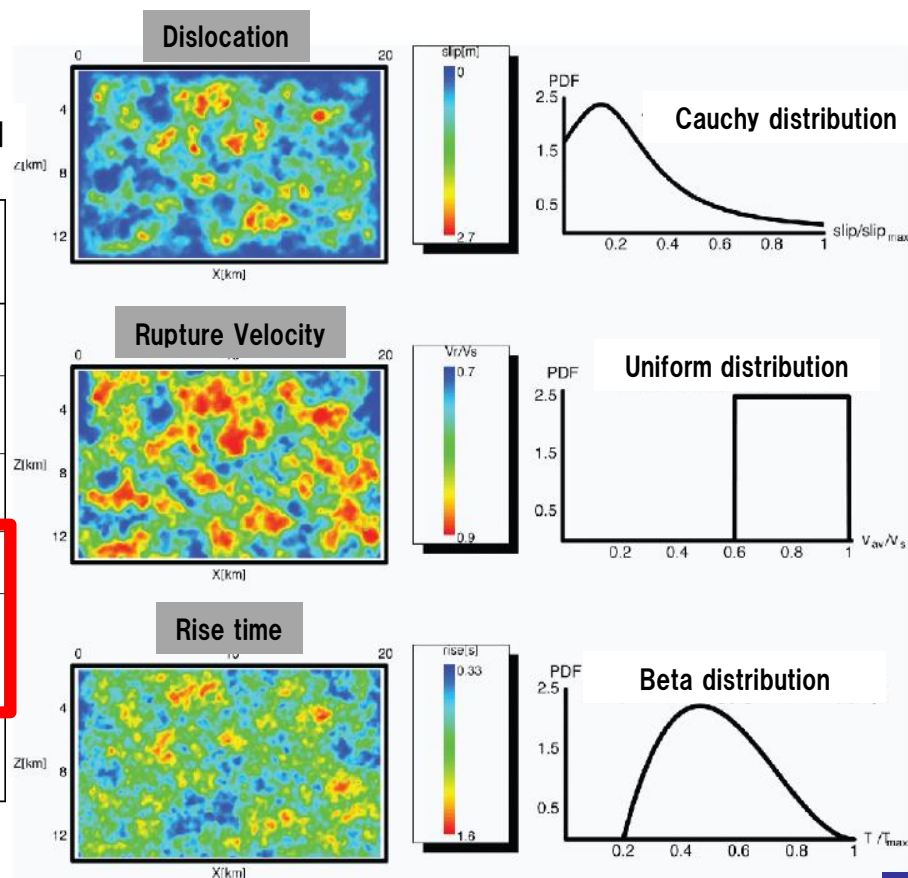 Dislocation
0
20
4
8
12
Z[km]
X[km]
slip[m]
0
2.7
PDF
2.5
1.5
0.5
0.2
0.4
0.6
0.8
1
slip/slip max
Cauchy distribution
Rupture Velocity
0
20
4
8
12
Z[km]
X[km]
Vr/Vs
0.7
0.9
PDF
2.5
1.5
0.5
0.2
0.4
0.6
0.8
1
Vav/Vs
Uniform distribution
Rise time
0
20
4
8
12
Z[km]
X[km]
rise[s]
0.33
1.6
PDF
2.5
1.5
0.5
0.2
0.4
0.6
0.8
1
T/Tmax
Beta distribution